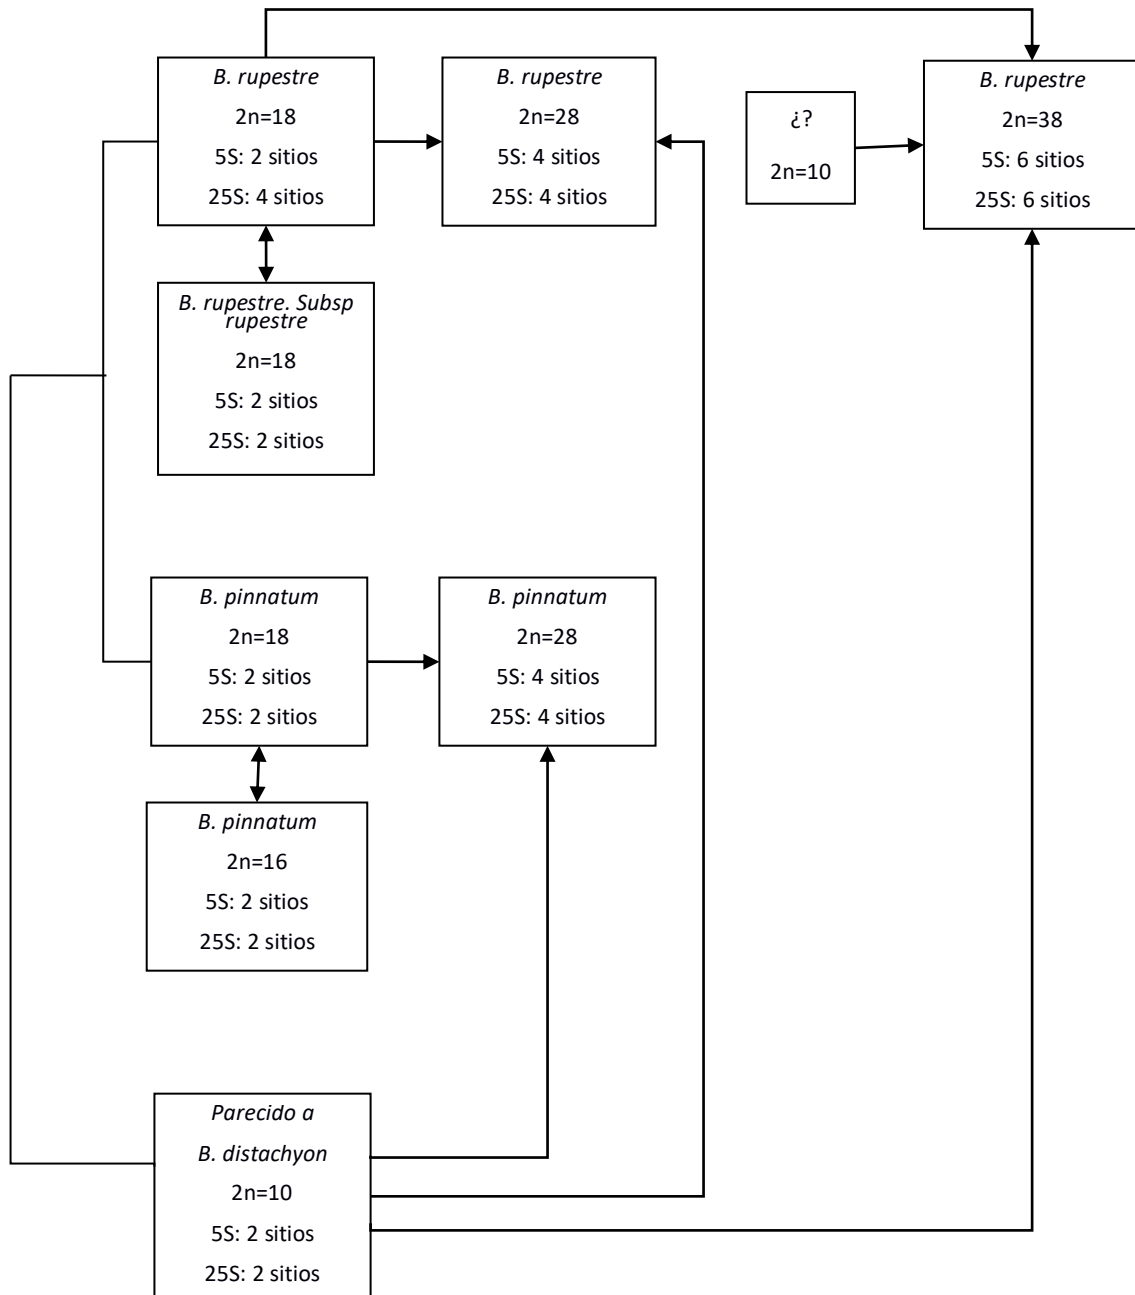 B. rupestre
2n=18
5S: 2 sitios
25S: 4 sitios
B. rupestre
2n=28
5S: 4 sitios
25S: 4 sitios
¿?
2n=10
B. rupestre
2n=38
5S: 6 sitios
25S: 6 sitios
B. rupestre. Subsp
rupestre
2n=18
5S: 2 sitios
25S: 2 sitios
B. pinnatum
2n=18
5S: 2 sitios
25S: 2 sitios
B. pinnatum
2n=28
5S: 4 sitios
25S: 4 sitios
B. pinnatum
2n=16
5S: 2 sitios
25S: 2 sitios
Parecido a
B. distachyon
2n=10
5S: 2 sitios
25S: 2 sitios